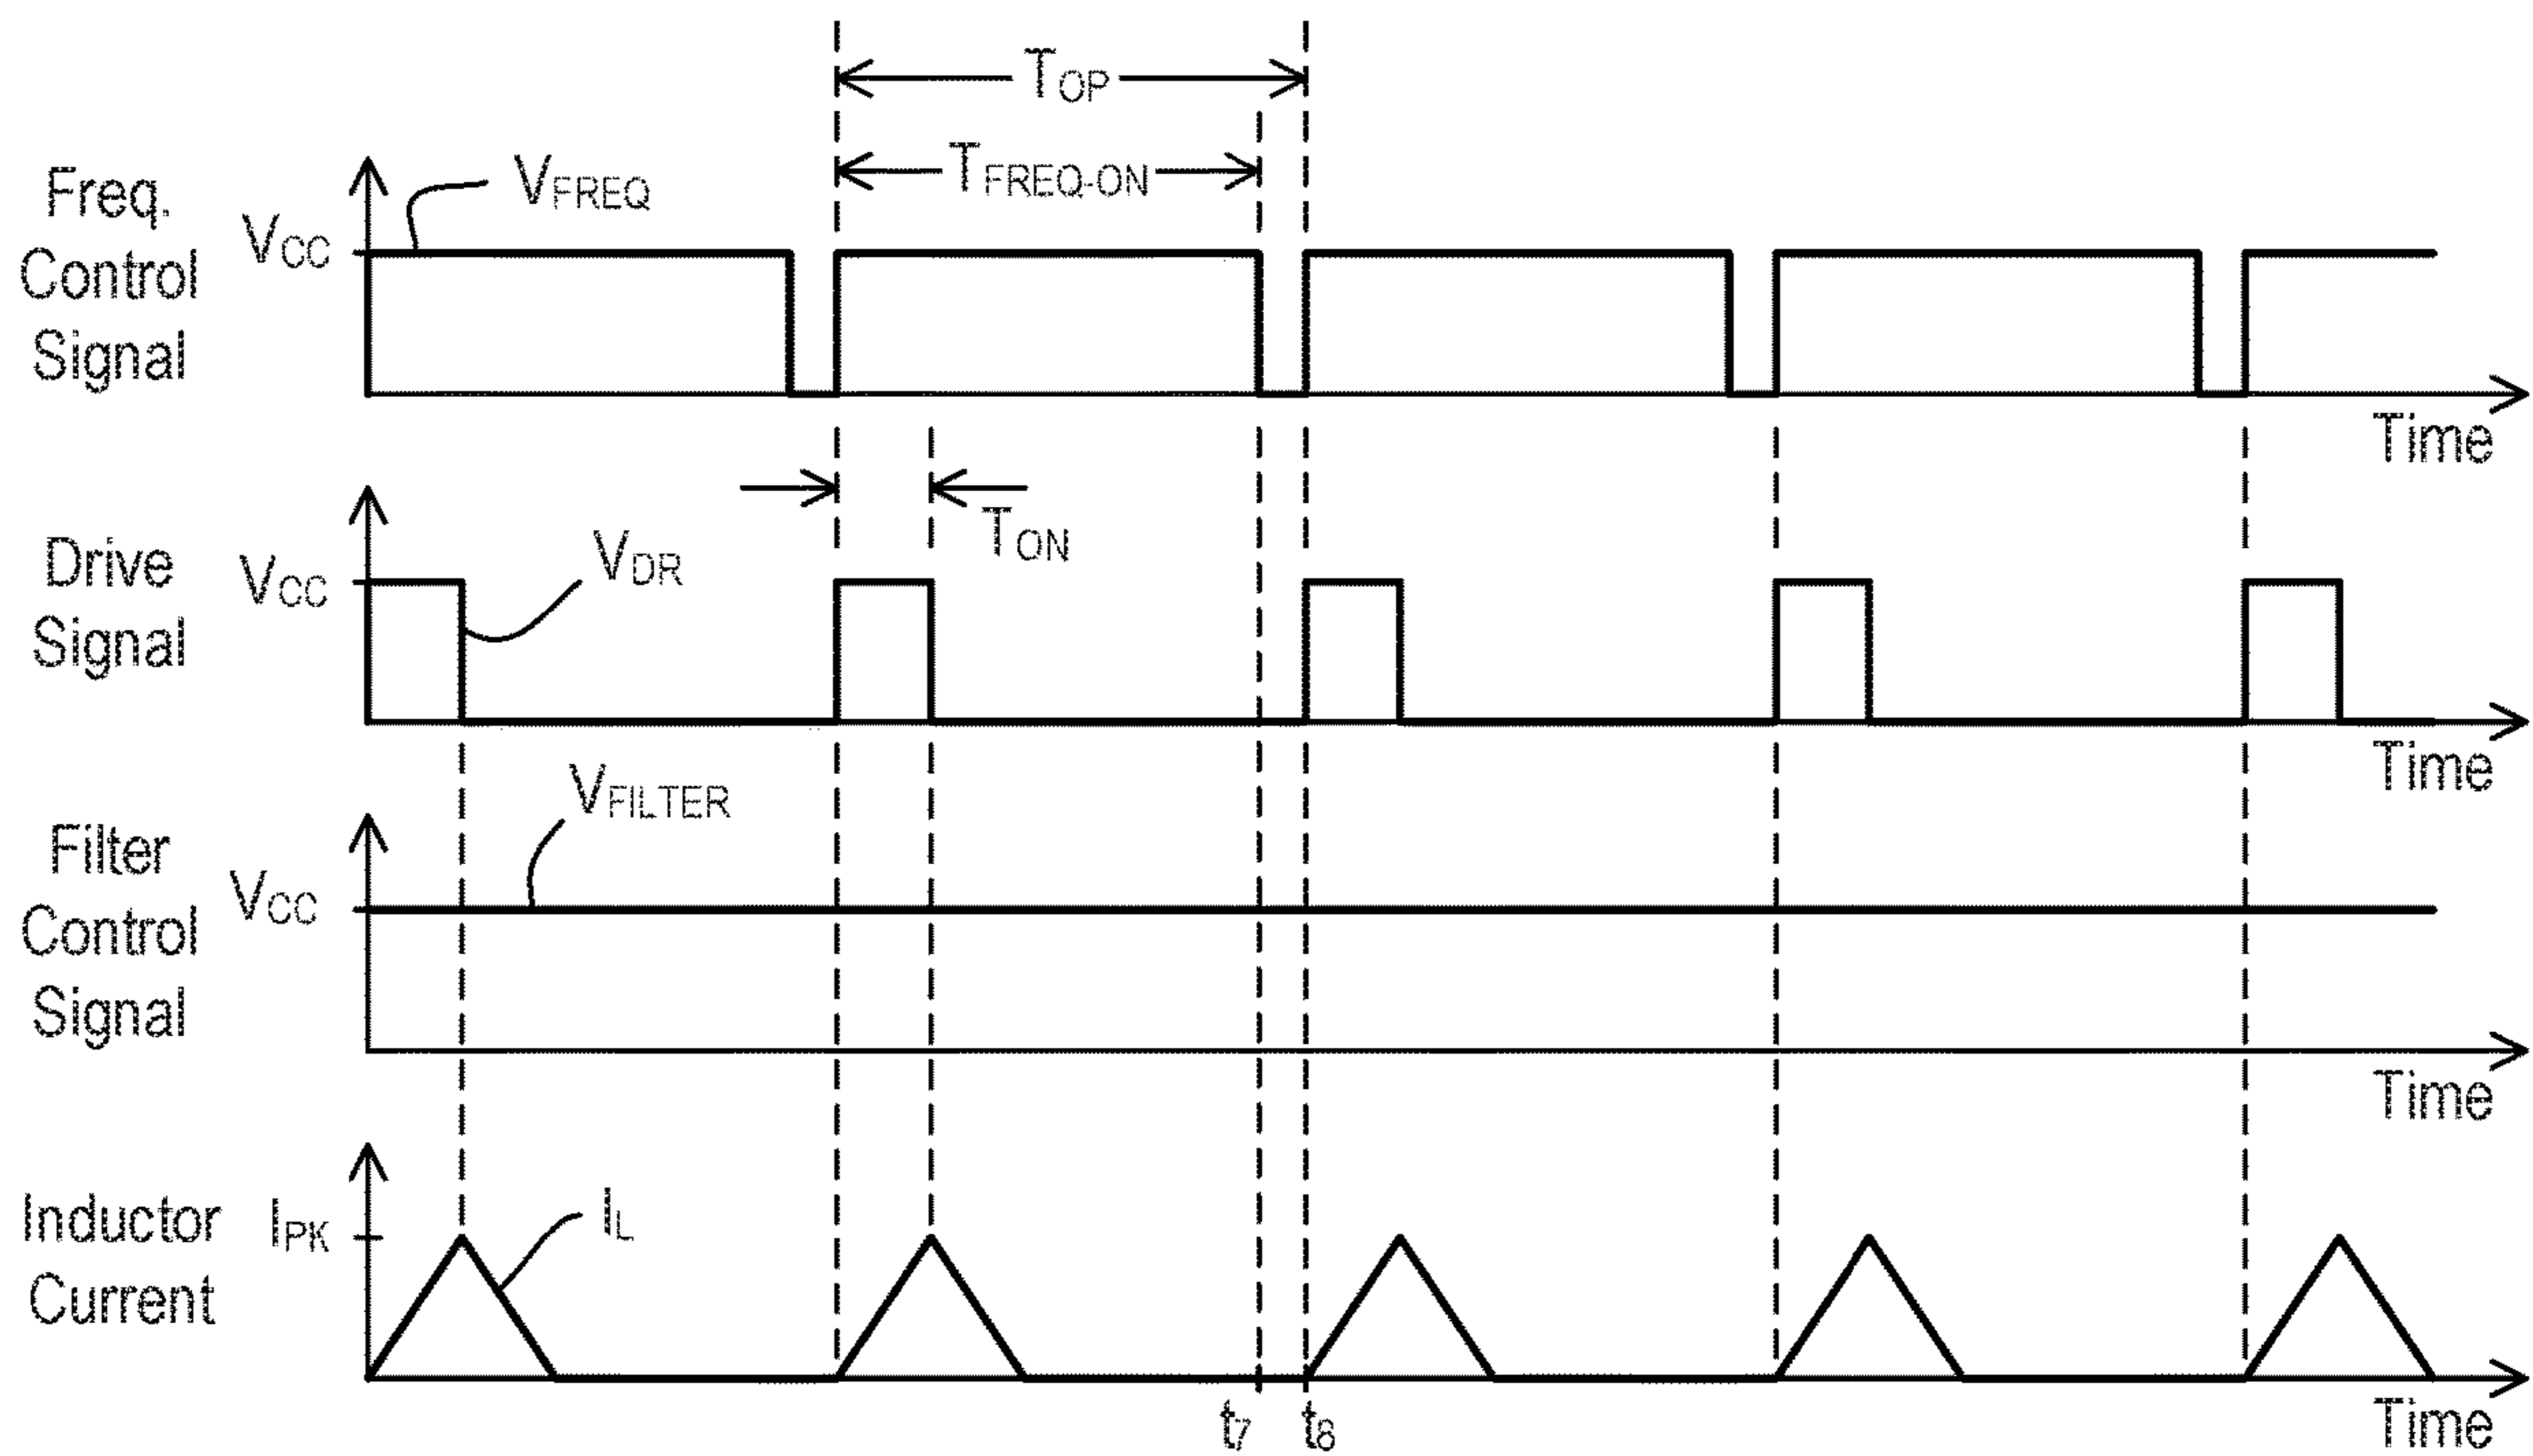 TOP
TFREQ-ON
Freq.
Control
Signal
VCC
VFREQ
Time
TON
Drive
Signal
VCC
VDR
Time
Filter
Control
Signal
VCC
VFILTER
Time
Inductor
Current
IPK
IL
t7
t8
Time